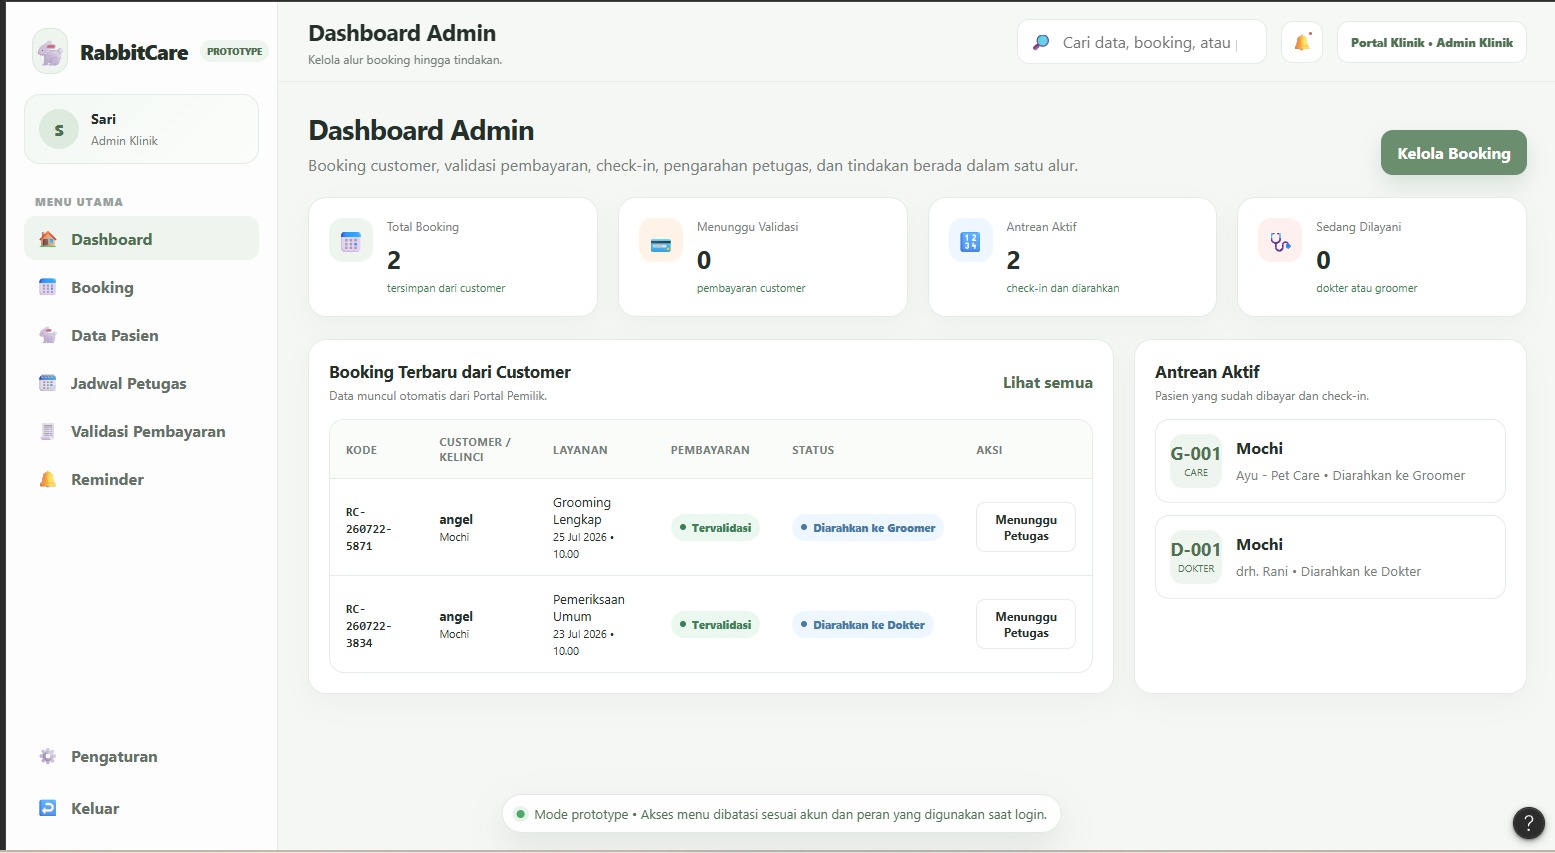 RabbitCare PROTOTYPE
S
Sari
Admin Klinik
MENU UTAMA
Dashboard
Booking
Data Pasien
Jadwal Petugas
Validasi Pembayaran
Reminder
Pengaturan
Keluar
Dashboard Admin
Kelola alur booking hingga tindakan.
Cari data, booking, atau
Portal Klinik • Admin Klinik
Dashboard Admin
Booking customer, validasi pembayaran, check-in, pengarahan petugas, dan tindakan berada dalam satu alur.
Kelola Booking
Total Booking
2
tersimpan dari customer
Menunggu Validasi
0
pembayaran customer
Antrean Aktif
2
check-in dan diarahkan
Sedang Dilayani
0
dokter atau groomer
Booking Terbaru dari Customer
Data muncul otomatis dari Portal Pemilik.
Lihat semua
KODE
CUSTOMER /
KELINCI
LAYANAN
PEMBAYARAN
STATUS
AKSI
RC-
260722-
5871
angel
Mochi
Grooming
Lengkap
25 Jul 2026 •
10.00
Tervalidasi
Diarahkan ke Groomer
Menunggu
Petugas
RC-
260722-
3834
angel
Mochi
Pemeriksaan
Umum
23 Jul 2026 •
10.00
Tervalidasi
Diarahkan ke Dokter
Menunggu
Petugas
Antrean Aktif
Pasien yang sudah dibayar dan check-in.
G-001
CARE
Mochi
Ayu - Pet Care • Diarahkan ke Groomer
D-001
DOKTER
Mochi
drh. Rani • Diarahkan ke Dokter
Mode prototype • Akses menu dibatasi sesuai akun dan peran yang digunakan saat login.
?